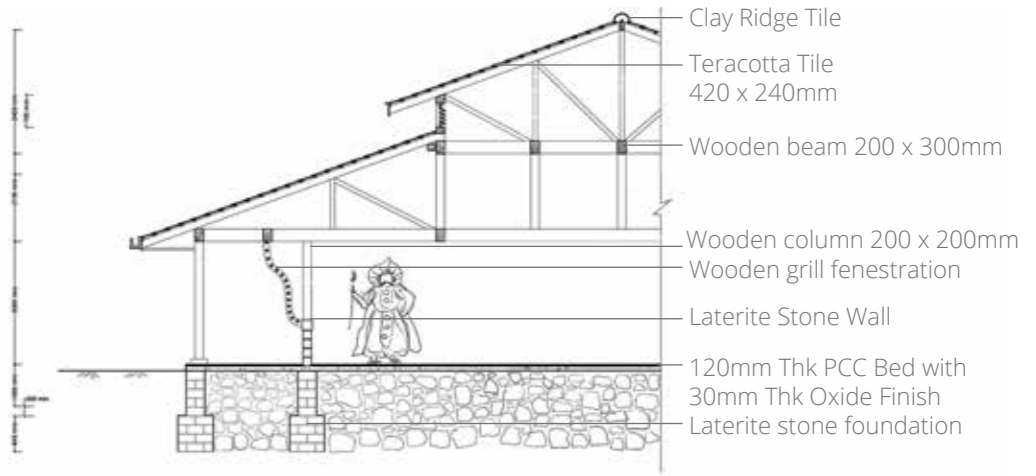 Clay Ridge Tile
Teracotta Tile
420 x 240mm
Wooden beam 200 x 300mm
Wooden column 200 x 200mm
Wooden grill fenestration
Laterite Stone Wall
120mm Thk PCC Bed with
30mm Thk Oxide Finish
Laterite stone foundation